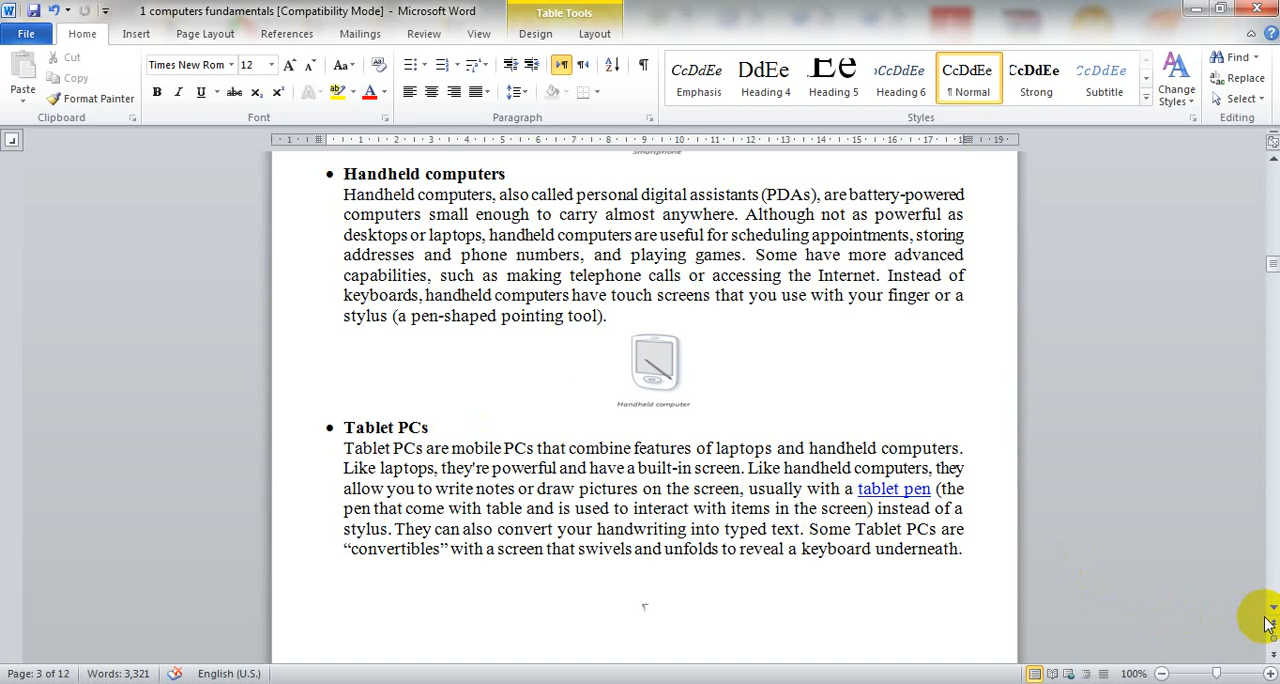 1 computers fundamentals [Compatibility Mode] - Microsoft Word
Table Tools
File Home Insert Page Layout References Mailings Review View Design Layout
Paste
Cut
Copy
Format Painter
Clipboard
Times New Rom 12
Font
Paragraph
CcDdEe DdEe Ee CcDdEe CcDdEe CcDdEe CcDdEe
Emphasis Heading 4 Heading 5 Heading 6 ¶ Normal Strong Subtitle
Change Styles
Styles
Find
Replace
Select
Editing
Smartphone
• Handheld computers
Handheld computers, also called personal digital assistants (PDAs), are battery-powered
computers small enough to carry almost anywhere. Although not as powerful as
desktops or laptops, handheld computers are useful for scheduling appointments, storing
addresses and phone numbers, and playing games. Some have more advanced
capabilities, such as making telephone calls or accessing the Internet. Instead of
keyboards, handheld computers have touch screens that you use with your finger or a
stylus (a pen-shaped pointing tool).
Handheld computer
• Tablet PCs
Tablet PCs are mobile PCs that combine features of laptops and handheld computers.
Like laptops, they're powerful and have a built-in screen. Like handheld computers, they
allow you to write notes or draw pictures on the screen, usually with a tablet pen (the
pen that come with table and is used to interact with items in the screen) instead of a
stylus. They can also convert your handwriting into typed text. Some Tablet PCs are
“convertibles” with a screen that swivels and unfolds to reveal a keyboard underneath.
٣
Page: 3 of 12 Words: 3,321 English (U.S.) 100%